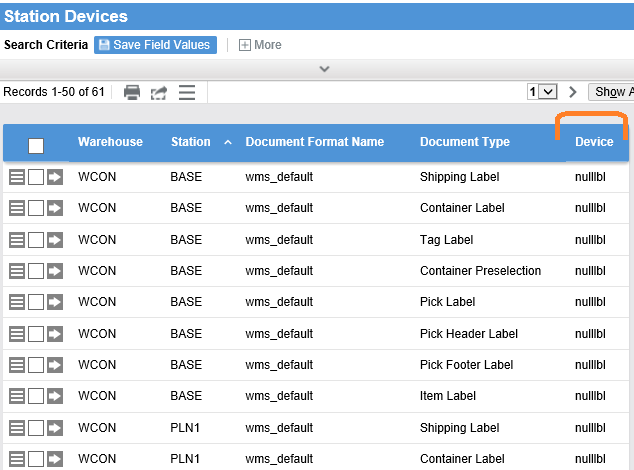 Station Devices
Search Criteria Save Field Values More
Records 1-50 of 61 1 Show A
Warehouse Station Document Format Name Document Type Device
WCON BASE wms_default Shipping Label nulllbl
WCON BASE wms_default Container Label nulllbl
WCON BASE wms_default Tag Label nulllbl
WCON BASE wms_default Container Preselection nulllbl
WCON BASE wms_default Pick Label nulllbl
WCON BASE wms_default Pick Header Label nulllbl
WCON BASE wms_default Pick Footer Label nulllbl
WCON BASE wms_default Item Label nulllbl
WCON PLN1 wms_default Shipping Label nulllbl
WCON PLN1 wms_default Container Label nulllbl